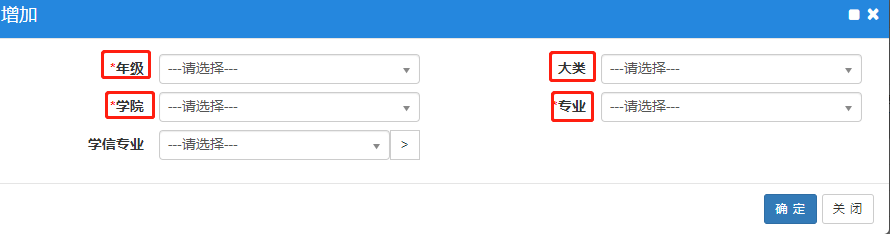 增加
*年级 ---请选择--- 大类 ---请选择---
*学院 ---请选择--- *专业 ---请选择---
学信专业 ---请选择--- >
确 定 关 闭